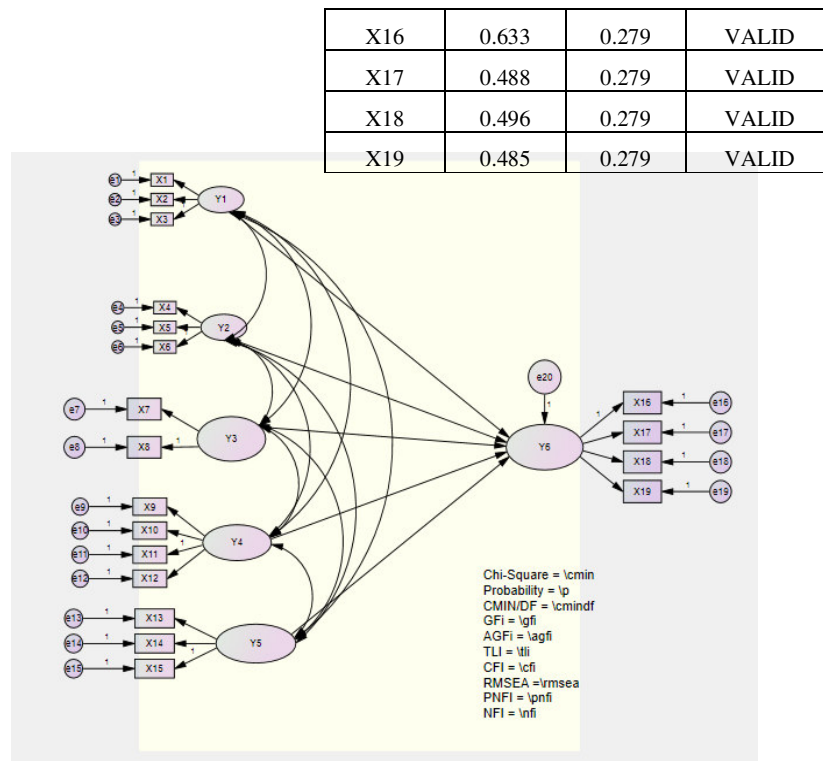 X16 0.633 0.279 VALID
X17 0.488 0.279 VALID
X18 0.496 0.279 VALID
X19 0.485 0.279 VALID
e1 1 X1
e2 1 X2
e3 1 X3 1
Y1
e4 1 X4
e5 1 X5
e6 1 X6
Y2
e7 1 X7
e8 1 X8 1
Y3
e9 1 X9
e10 1 X10
e11 1 X11 1
e12 1 X12
Y4
e13 1 X13
e14 1 X14
e15 1 X15 1
Y5
e20
1
Y6
1 X16 1 e16
X17 1 e17
X18 1 e18
X19 1 e19
Chi-Square = \cmin
Probability = \p
CMIN/DF = \cmindf
GFi = \gfi
AGFi = \agfi
TLI = \tli
CFI = \cfi
RMSEA =\rmsea
PNFI = \pnfi
NFI = \nfi